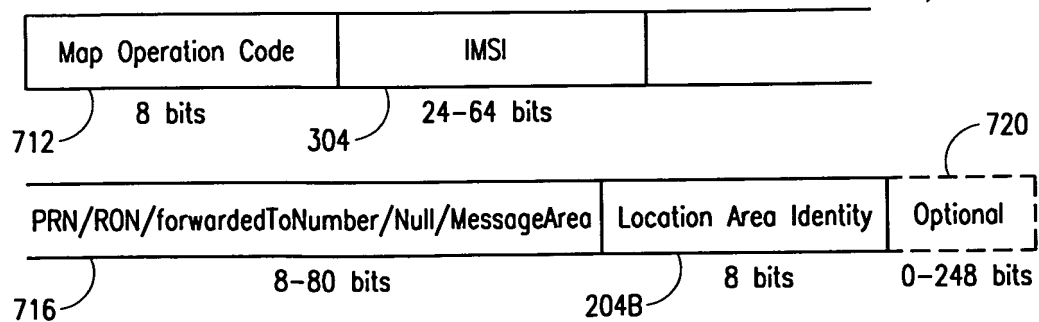 Map Operation Code IMSI
8 bits 24-64 bits
712 304
720
PRN/RON/forwardedToNumber/Null/MessageArea Location Area Identity Optional
8-80 bits 8 bits 0-248 bits
716 204B